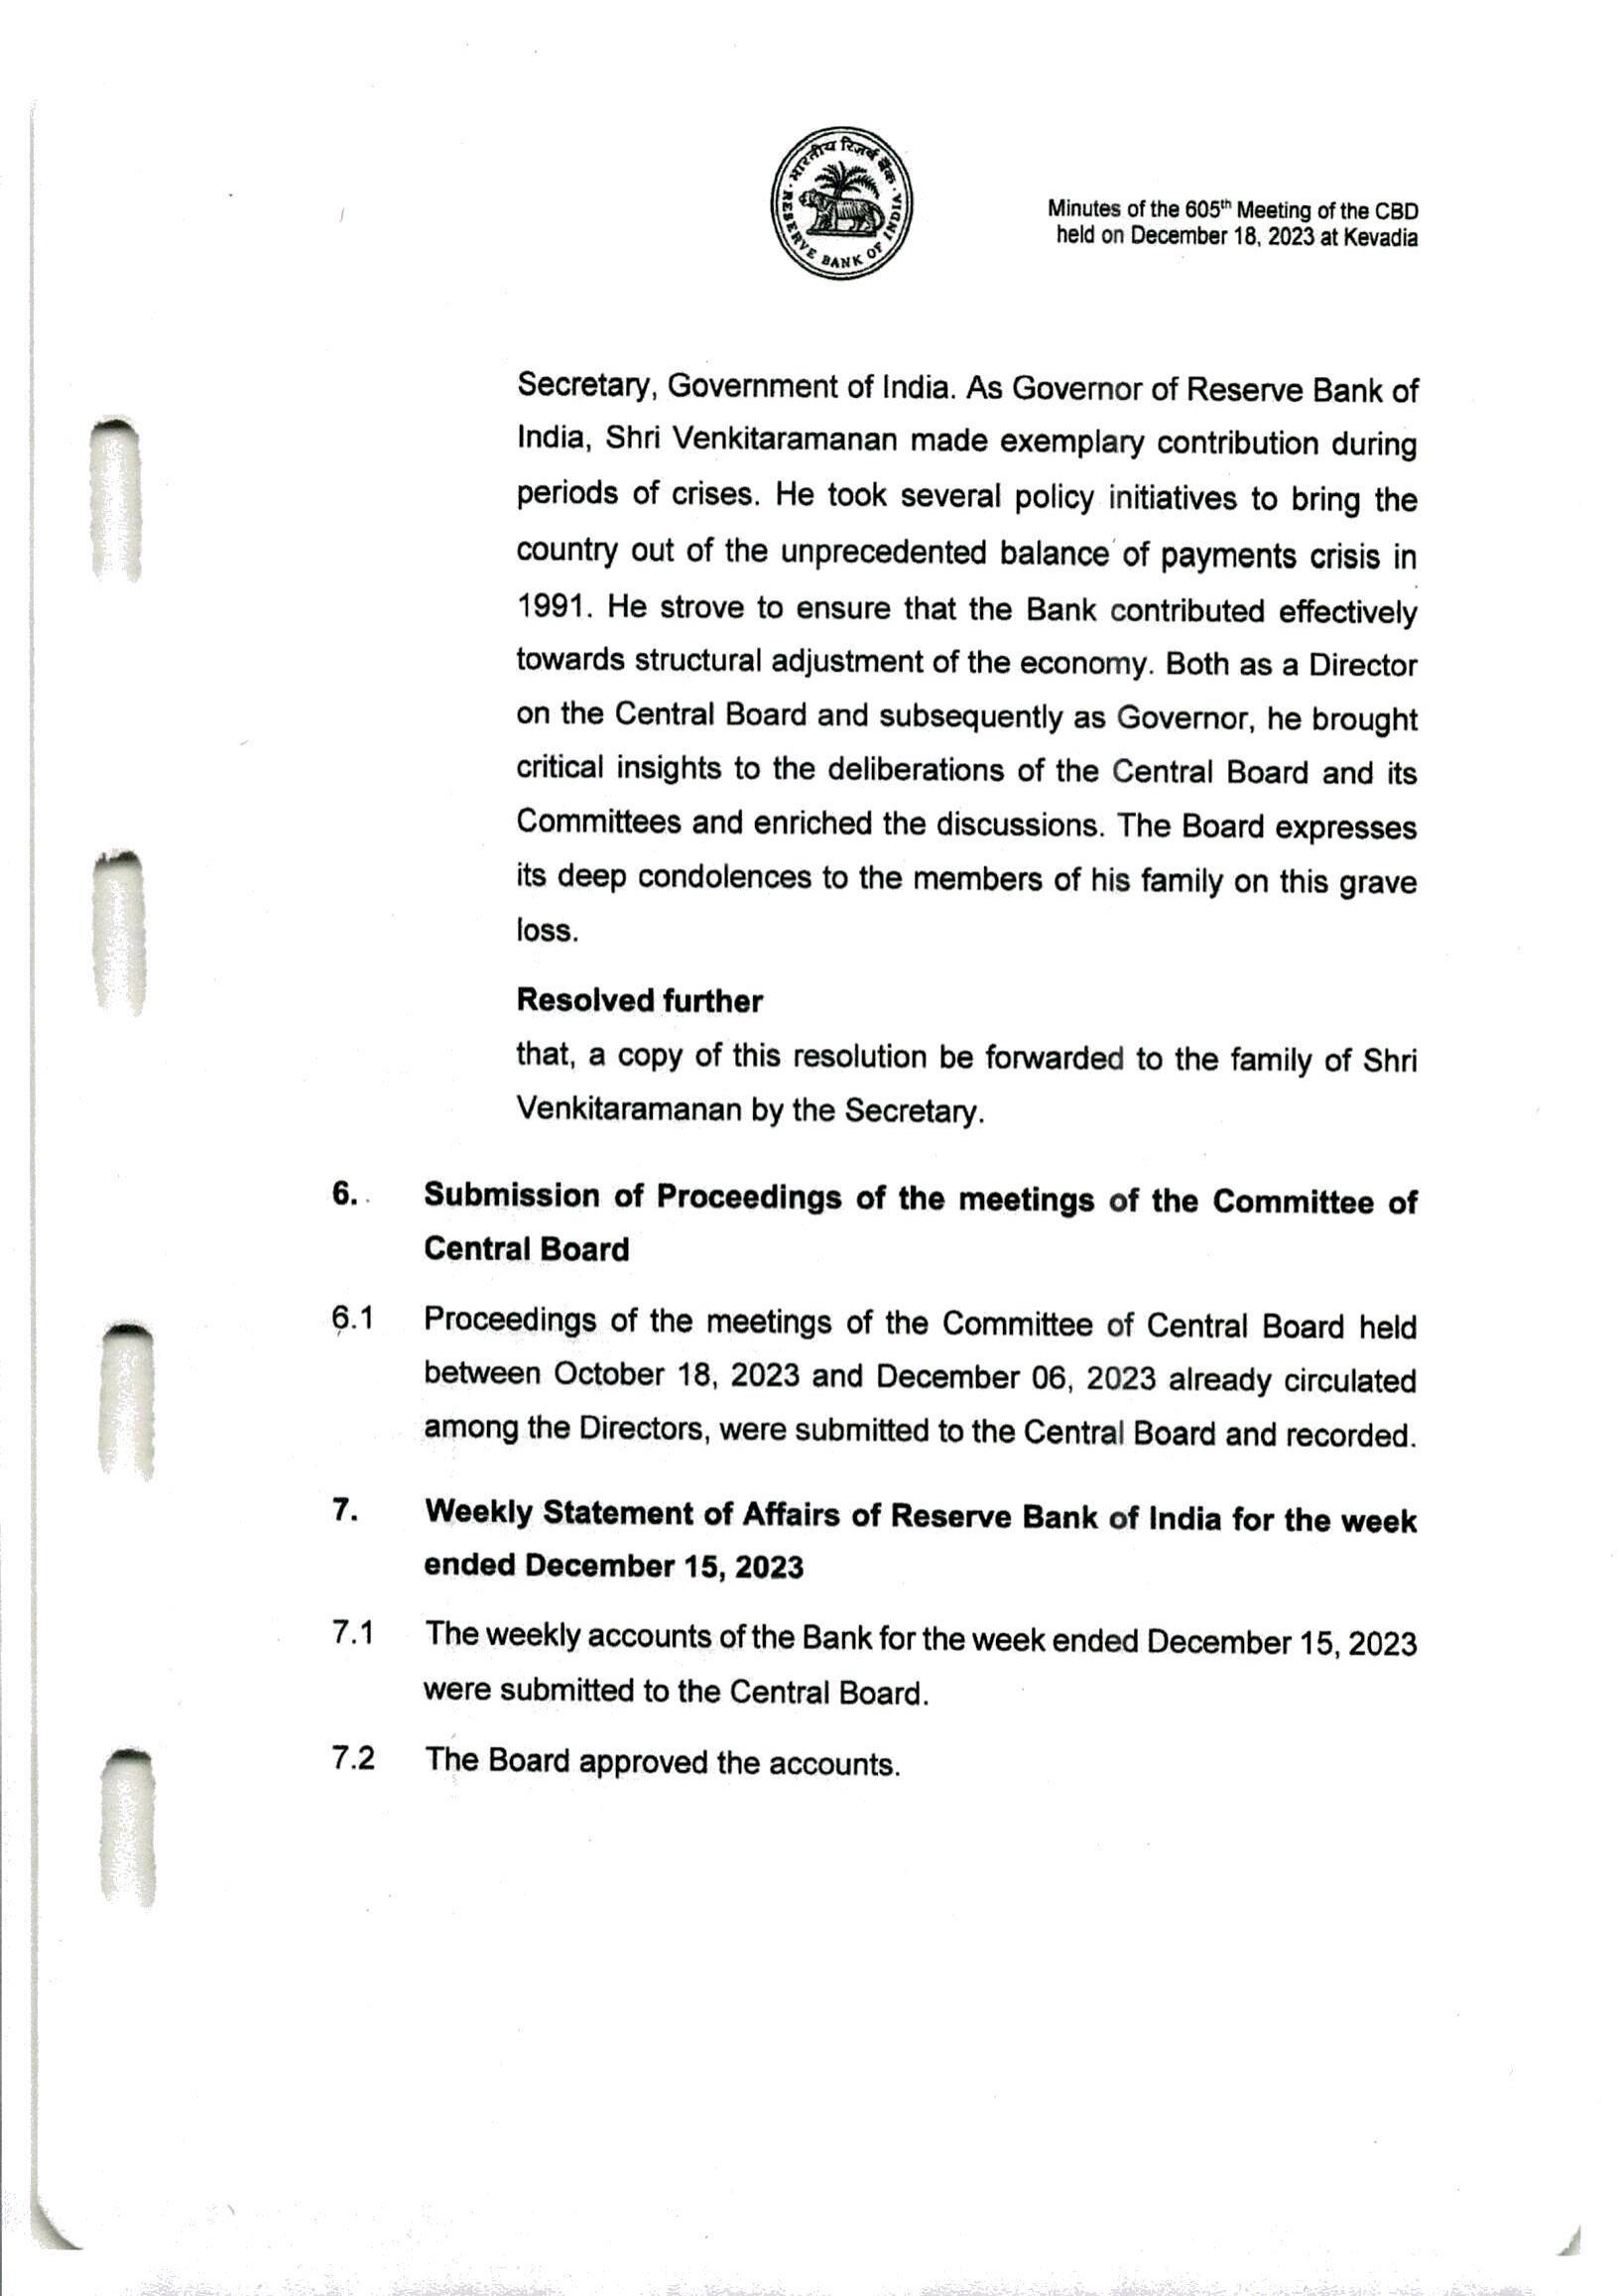 भारतीय रिज़र्व बैंक
RESERVE BANK OF INDIA
Minutes of the 605th Meeting of the CBD
held on December 18, 2023 at Kevadia
Secretary, Government of India. As Governor of Reserve Bank of
India, Shri Venkitaramanan made exemplary contribution during
periods of crises. He took several policy initiatives to bring the
country out of the unprecedented balance of payments crisis in
1991. He strove to ensure that the Bank contributed effectively
towards structural adjustment of the economy. Both as a Director
on the Central Board and subsequently as Governor, he brought
critical insights to the deliberations of the Central Board and its
Committees and enriched the discussions. The Board expresses
its deep condolences to the members of his family on this grave
loss.
Resolved further
that, a copy of this resolution be forwarded to the family of Shri
Venkitaramanan by the Secretary.
6. Submission of Proceedings of the meetings of the Committee of
Central Board
6.1 Proceedings of the meetings of the Committee of Central Board held
between October 18, 2023 and December 06, 2023 already circulated
among the Directors, were submitted to the Central Board and recorded.
7. Weekly Statement of Affairs of Reserve Bank of India for the week
ended December 15, 2023
7.1 The weekly accounts of the Bank for the week ended December 15, 2023
were submitted to the Central Board.
7.2 The Board approved the accounts.